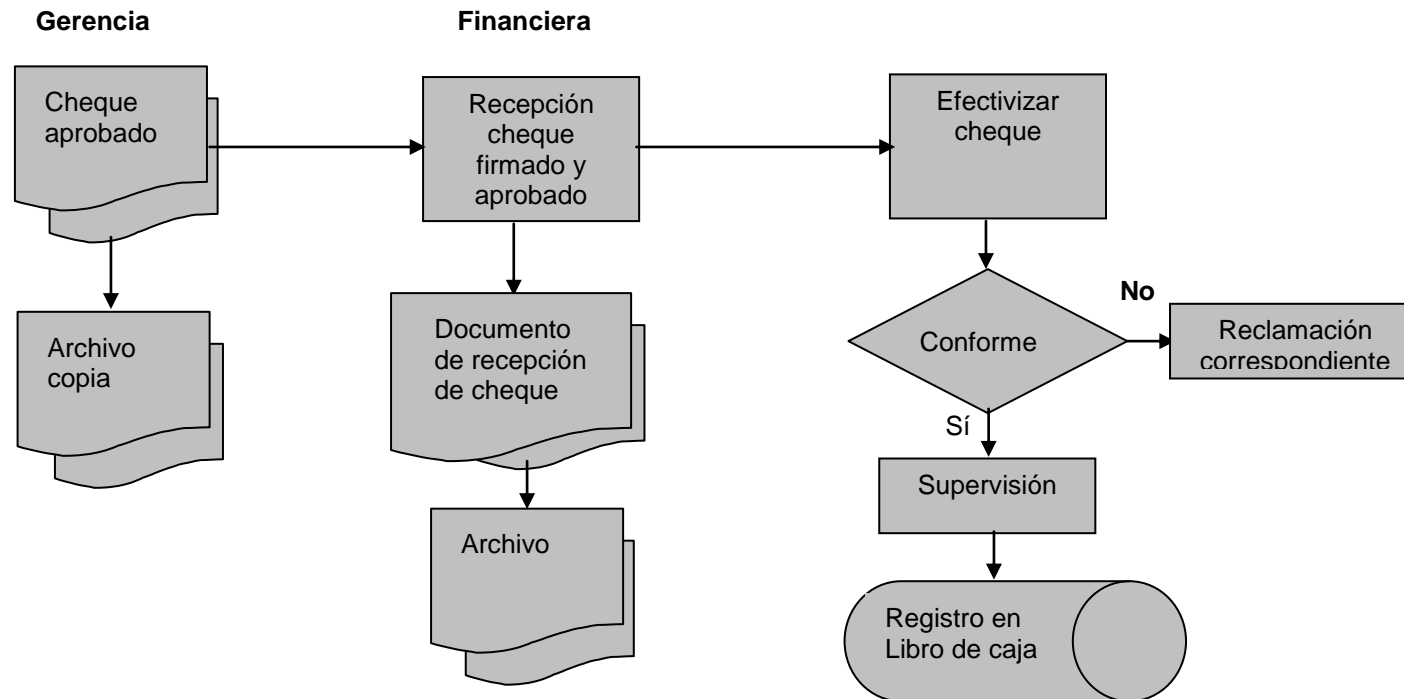 Gerencia
Financiera
Cheque
aprobado
Recepción
cheque
firmado y
aprobado
Efectivizar
cheque
Archivo
copia
Documento
de recepción
de cheque
Conforme
No
Reclamación
correspondiente
Sí
Supervisión
Archivo
Registro en
Libro de caja